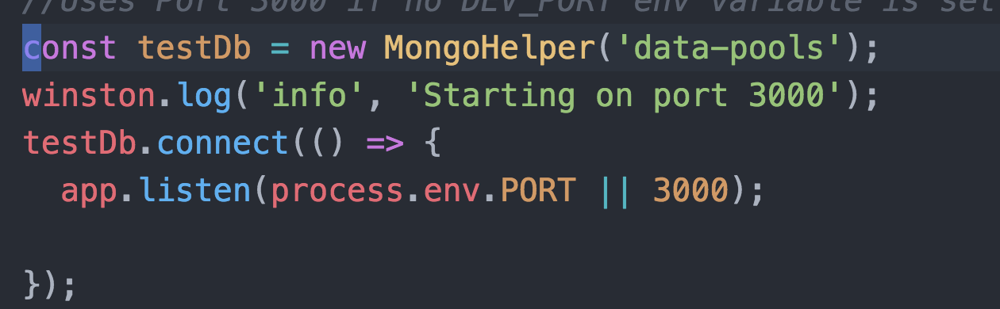 //Uses Port 3000 if no DEV_PORT env variable is set
const testDb = new MongoHelper('data-pools');
winston.log('info', 'Starting on port 3000');
testDb.connect(() => {
  app.listen(process.env.PORT || 3000);
});